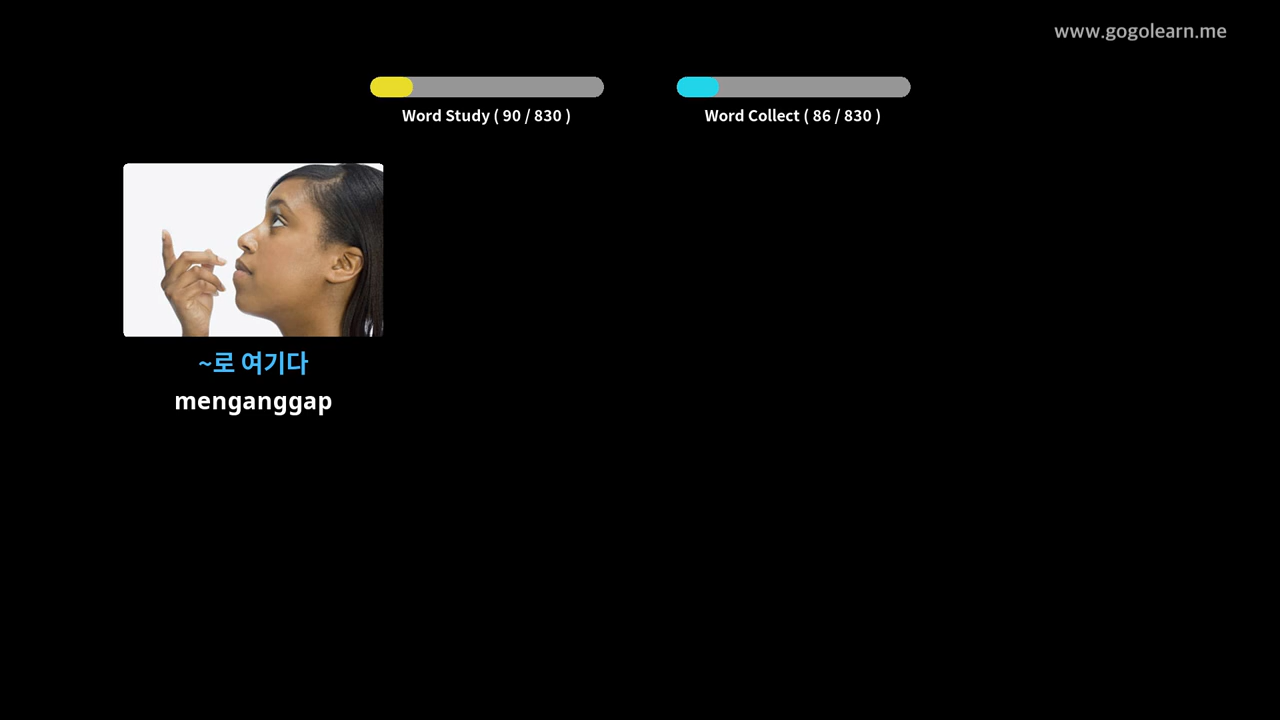 www.gogolearn.me
Word Study ( 90 / 830 )
Word Collect ( 86 / 830 )
~로 여기다
menganggap